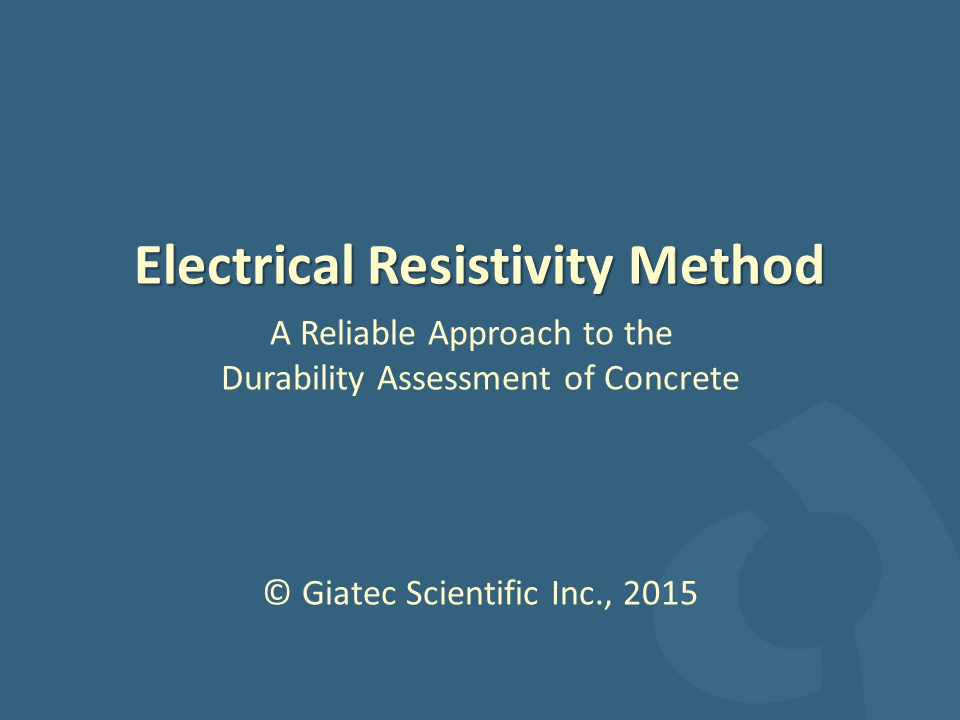 Electrical Resistivity Method
A Reliable Approach to the
Durability Assessment of Concrete
© Giatec Scientific Inc., 2015